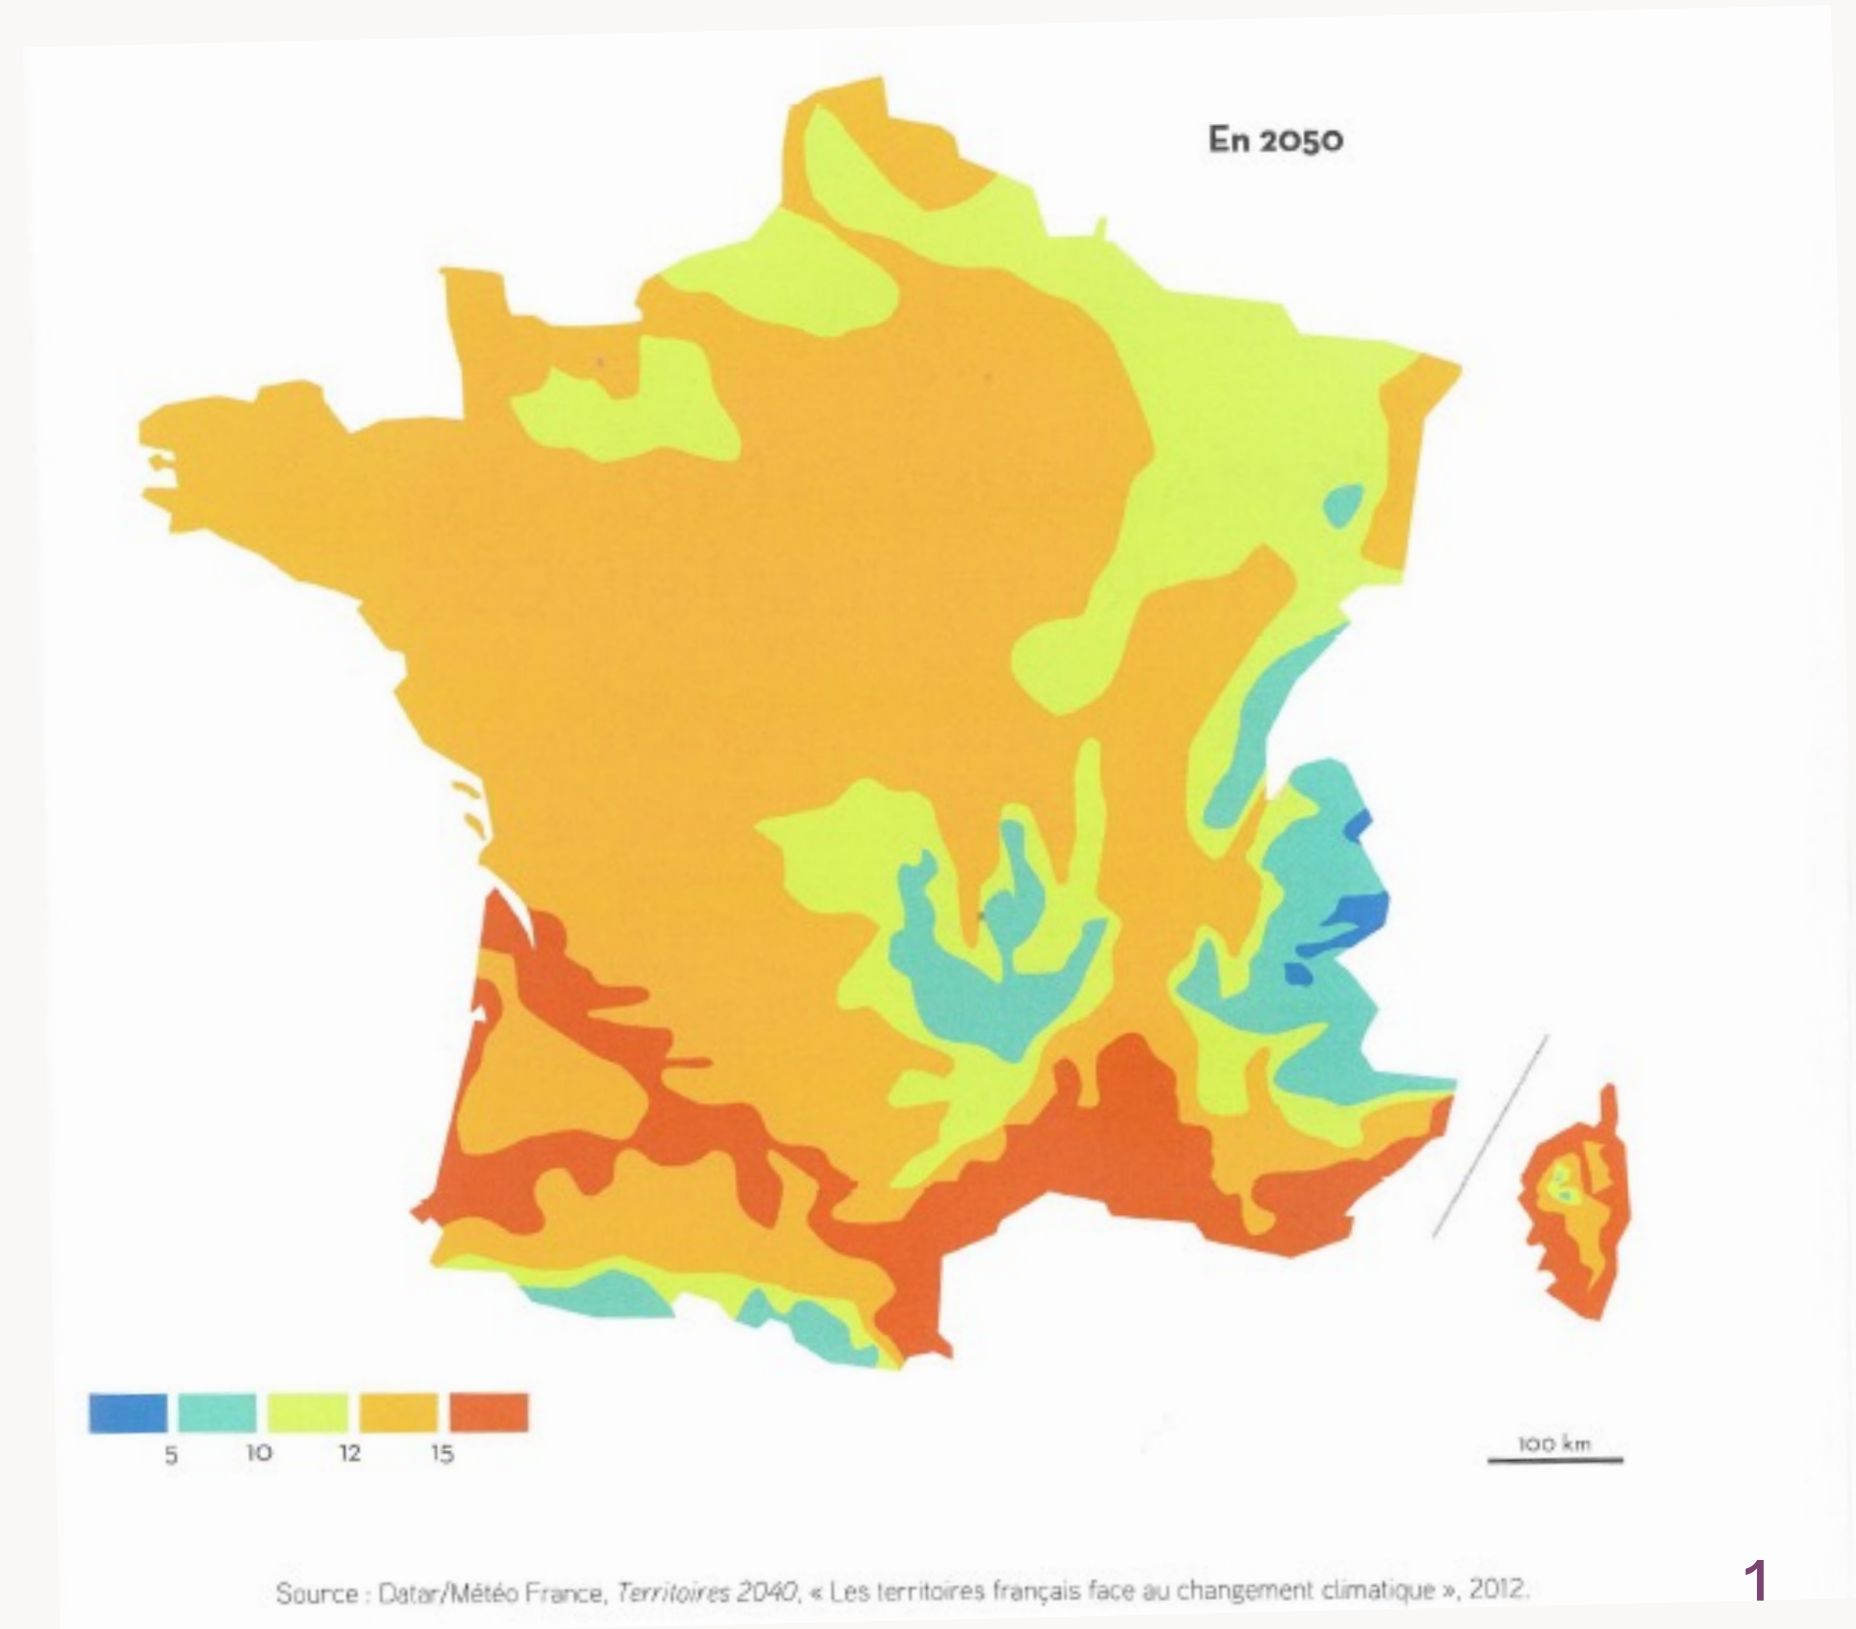 En 2050
5 10 12 15
100 km
Source : Datar/Météo France, Territoires 2040, « Les territoires français face au changement climatique », 2012.
1